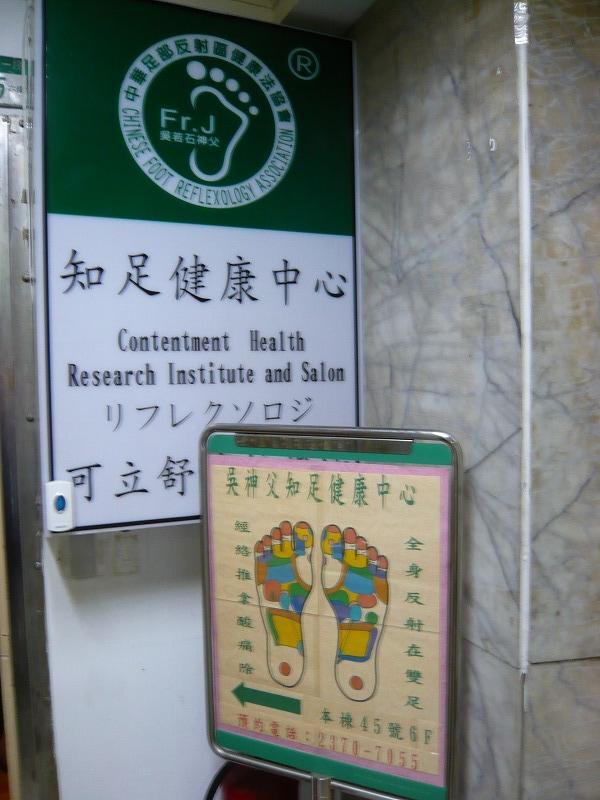 中華足部反射區健康法協會
®
Fr.J
吳若石神父
CHINESE FOOT REFLEXOLOGY ASSOCIATION
知足健康中心
Contentment Health
Research Institute and Salon
リフレクソロジ
可立舒
吳神父知足健康中心
經絡推拿酸痛除
全身反射在雙足
本棟45號6F
預約電話:2370-7055